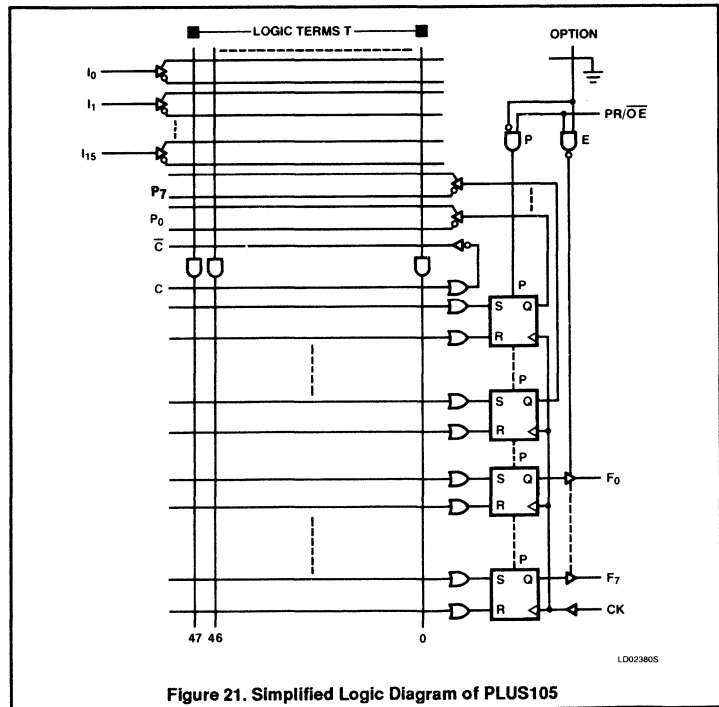 LOGIC TERMS T
OPTION
I0
I1
PR/OE
P E
I15
P7
P0
C
C
P
S Q
R
P
S Q
R
P
S Q F0
R
P
S Q F7
R CK
47 46 0
LD02380S
Figure 21. Simplified Logic Diagram of PLUS105